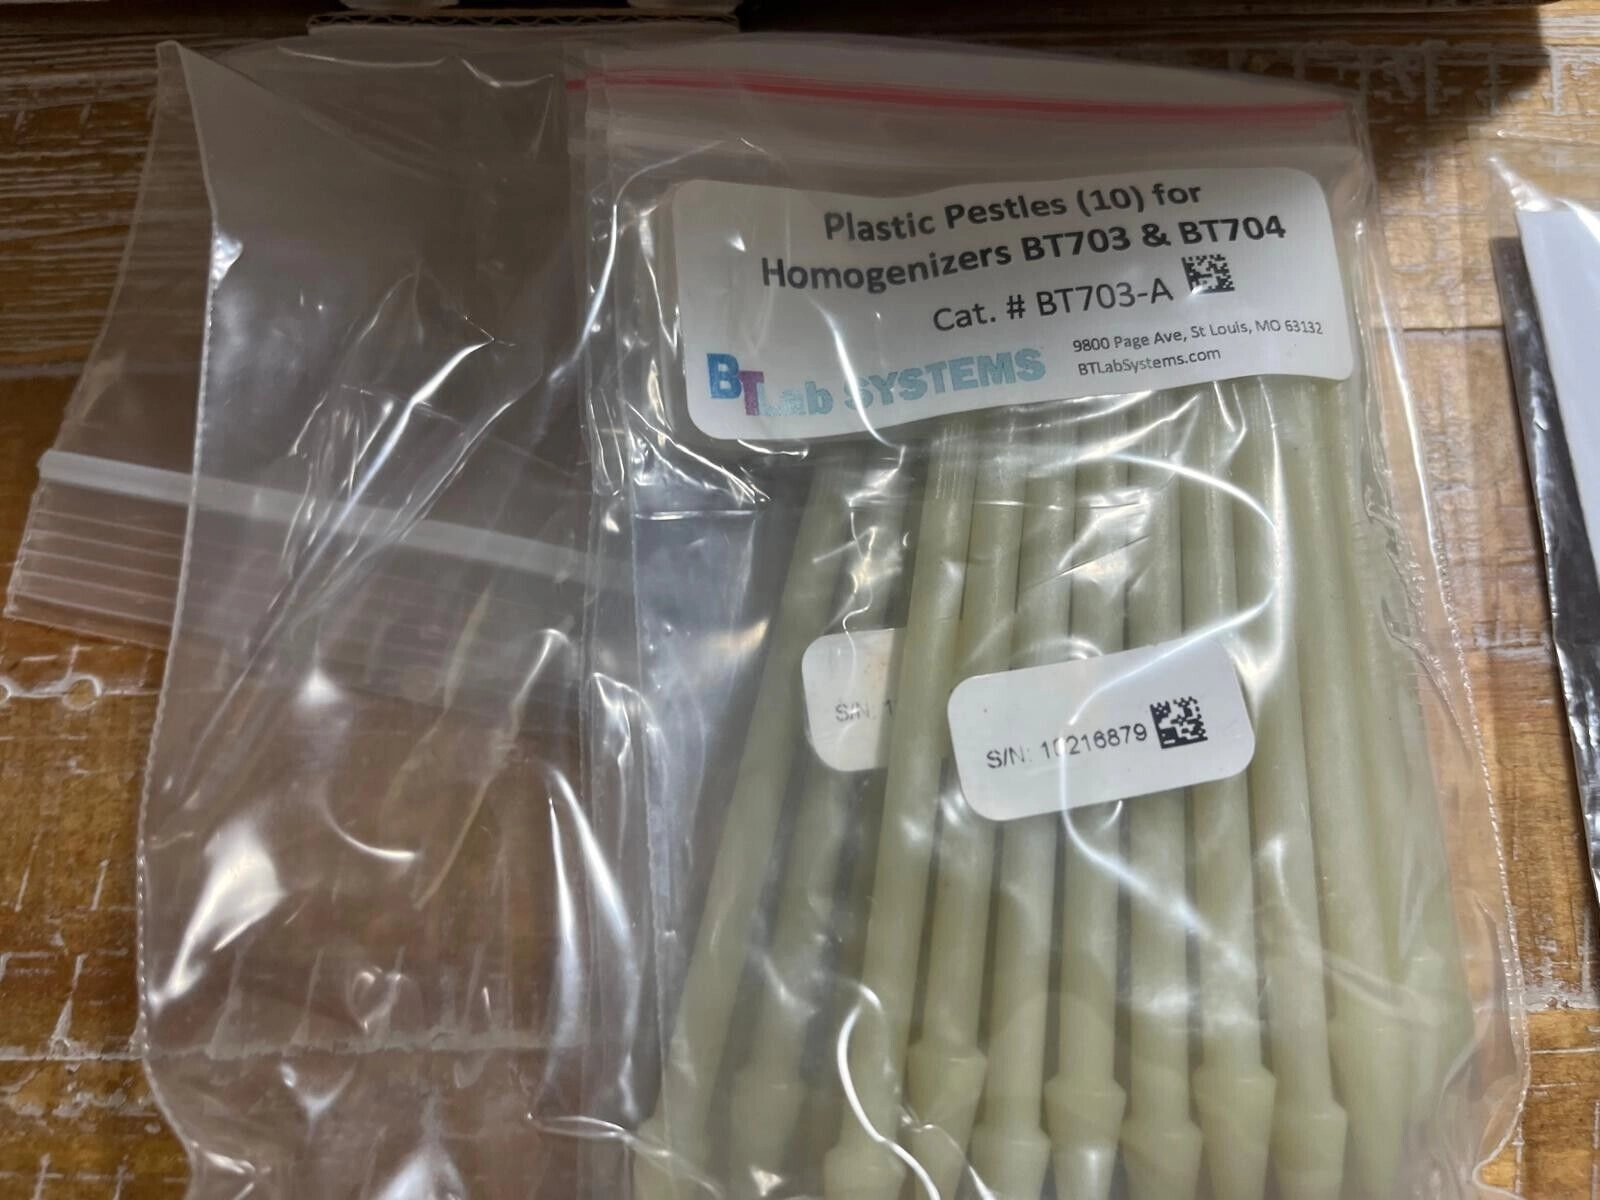 Plastic Pestles (10) for
Homogenizers BT703 & BT704
Cat. # BT703-A
BTLab SYSTEMS
9800 Page Ave, St Louis, MO 63132
BTLabSystems.com
S/N: 1
S/N: 10216879